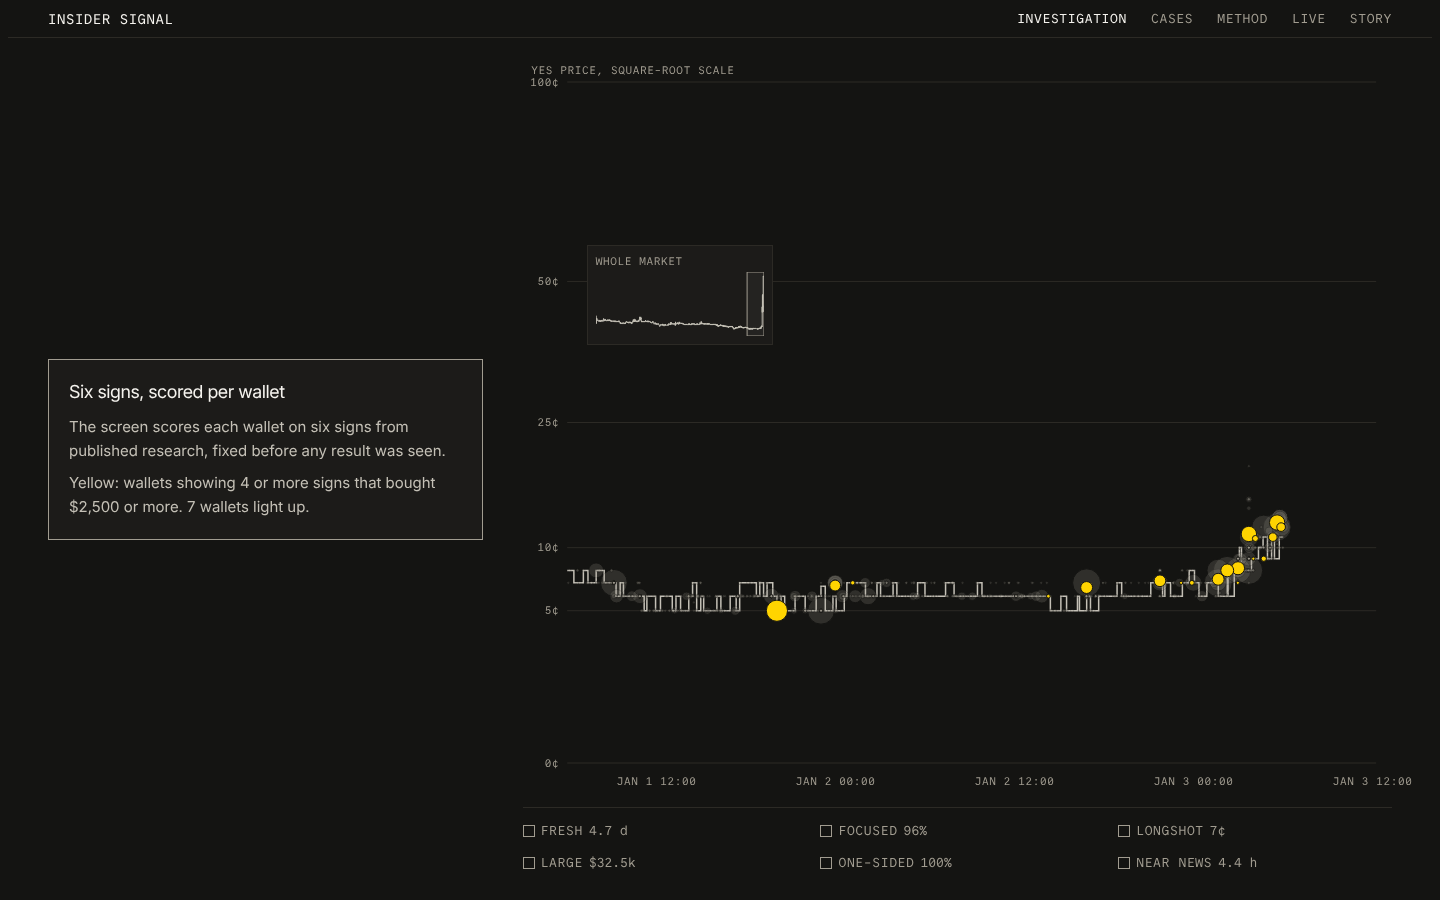 INSIDER SIGNAL
INVESTIGATION CASES METHOD LIVE STORY
YES PRICE, SQUARE-ROOT SCALE
100¢
WHOLE MARKET
50¢
Six signs, scored per wallet
The screen scores each wallet on six signs from
published research, fixed before any result was seen.
Yellow: wallets showing 4 or more signs that bought
$2,500 or more. 7 wallets light up.
25¢
10¢
5¢
0¢
JAN 1 12:00 JAN 2 00:00 JAN 2 12:00 JAN 3 00:00 JAN 3 12:00
FRESH 4.7 d FOCUSED 96% LONGSHOT 7¢
LARGE $32.5k ONE-SIDED 100% NEAR NEWS 4.4 h